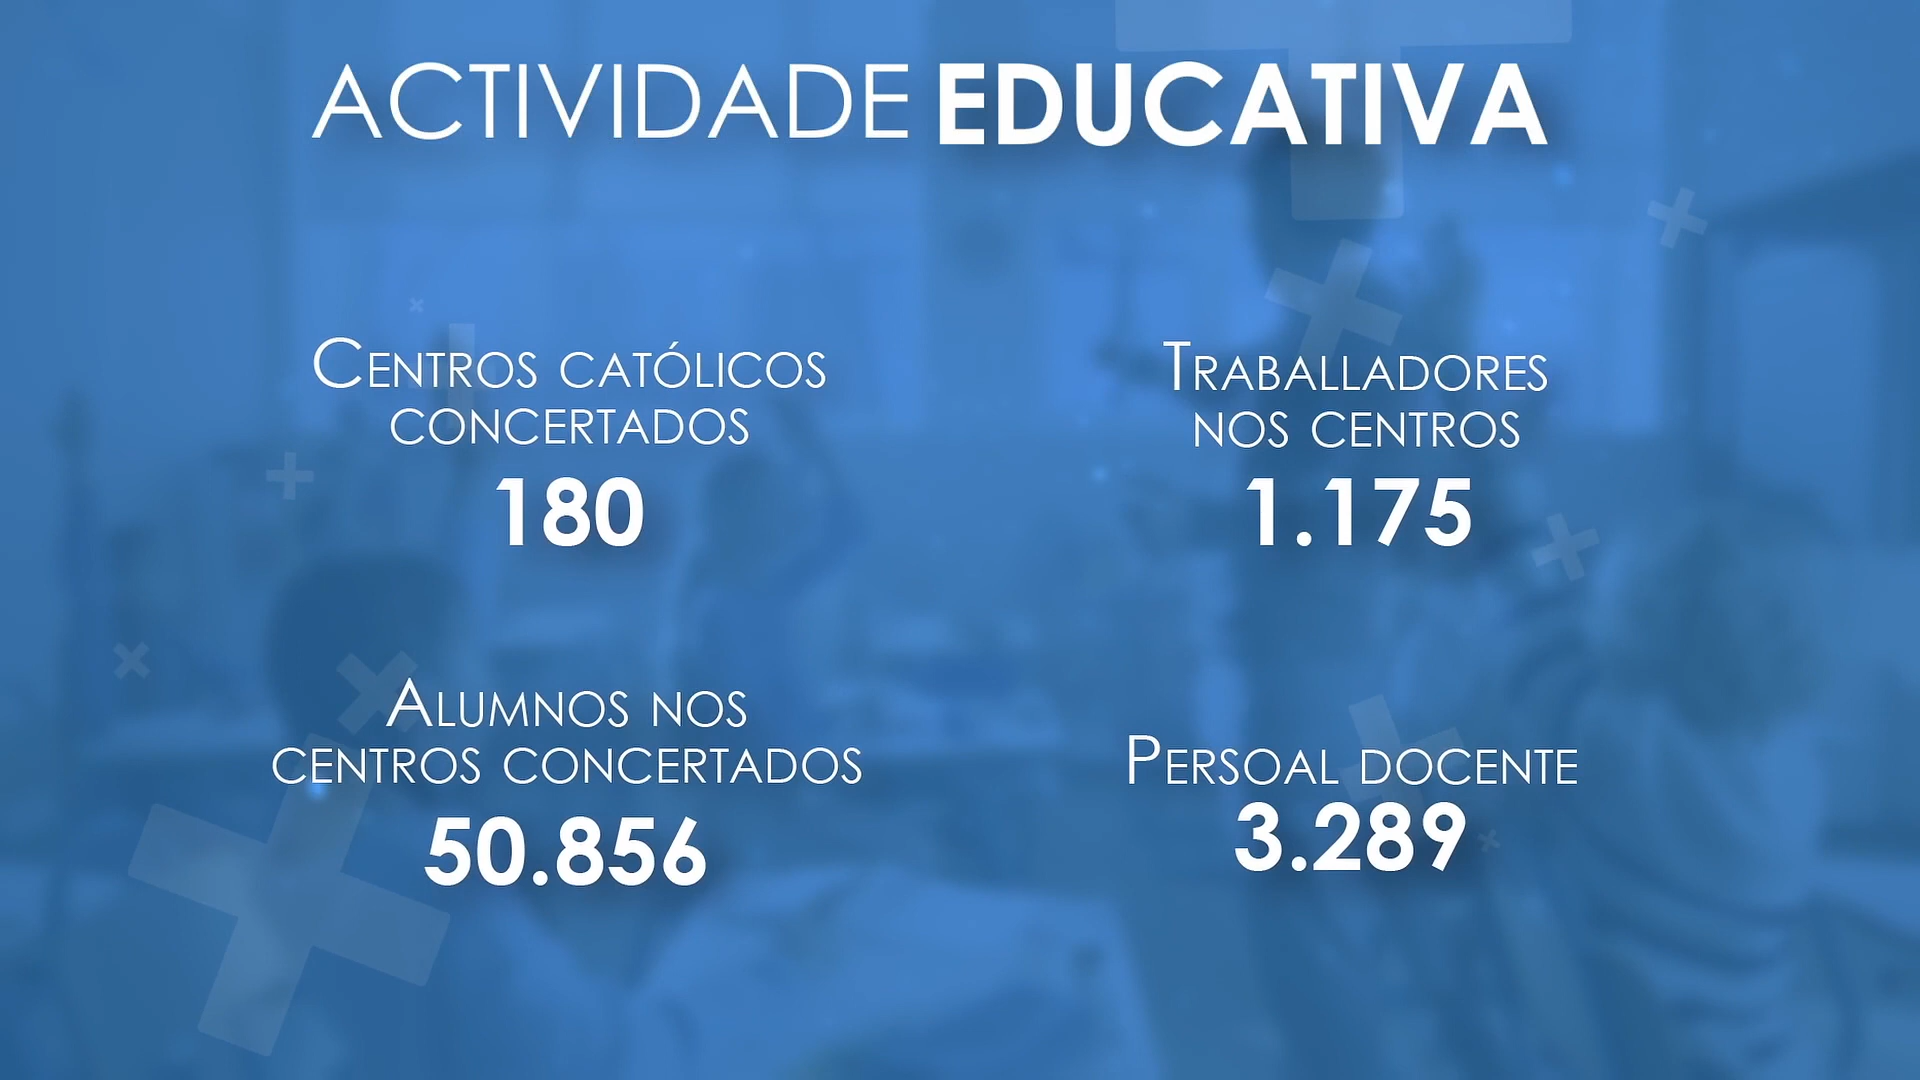 ACTIVIDADE EDUCATIVA
CENTROS CATÓLICOS
CONCERTADOS
180
TRABALLADORES
NOS CENTROS
1.175
ALUMNOS NOS
CENTROS CONCERTADOS
50.856
PERSOAL DOCENTE
3.289